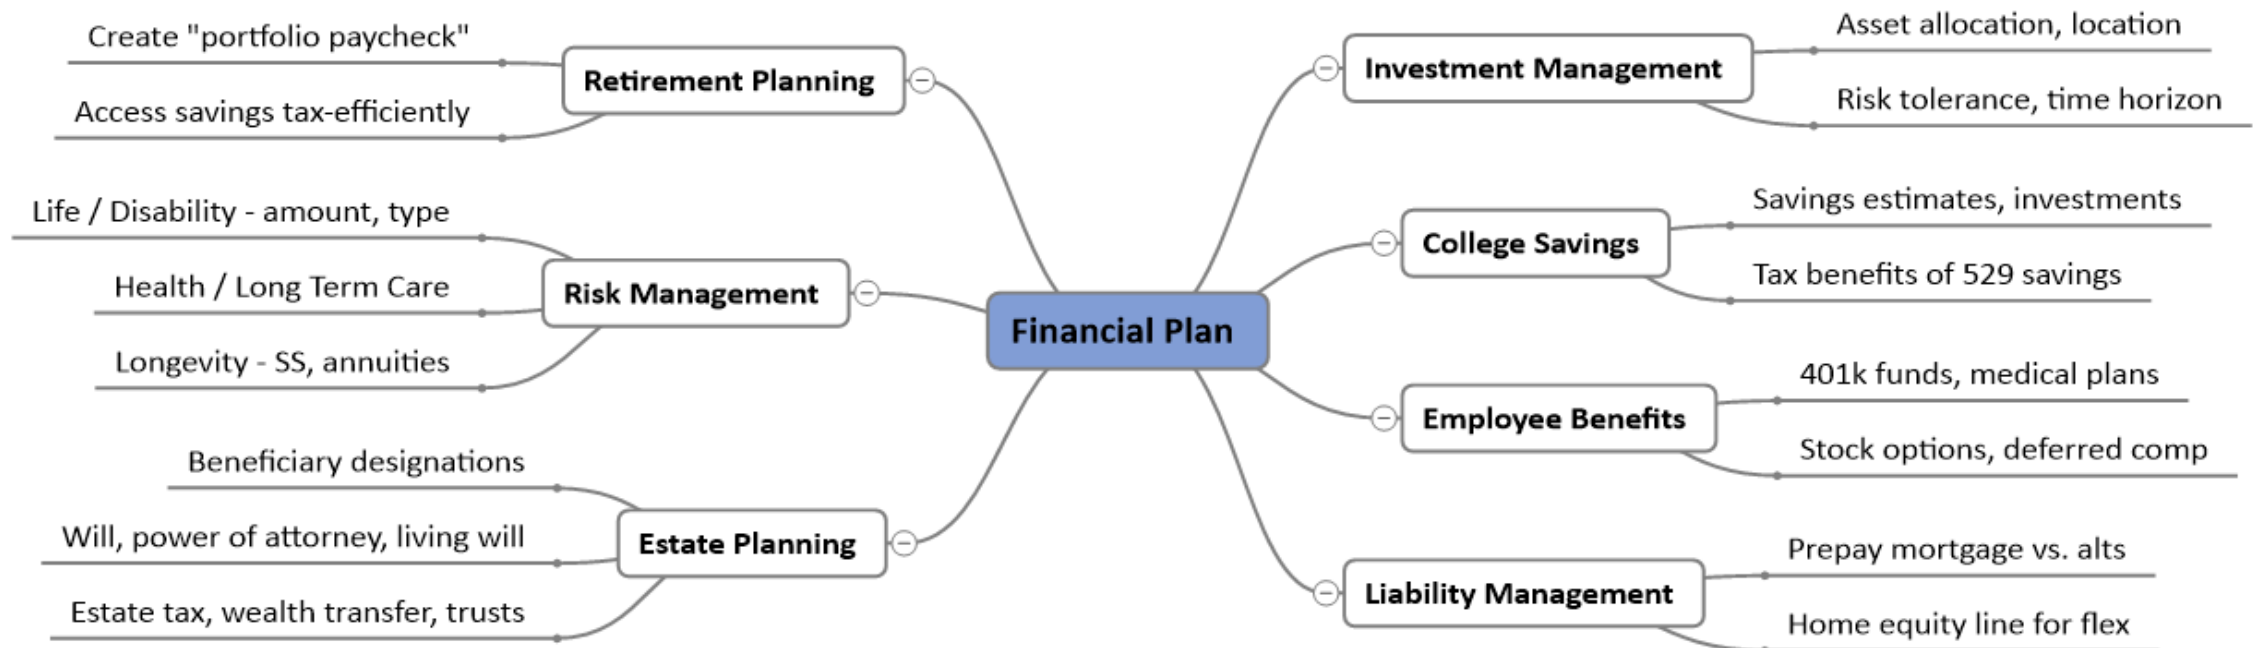 Financial Plan
Retirement Planning
Create "portfolio paycheck"
Access savings tax-efficiently
Risk Management
Life / Disability - amount, type
Health / Long Term Care
Longevity - SS, annuities
Estate Planning
Beneficiary designations
Will, power of attorney, living will
Estate tax, wealth transfer, trusts
Investment Management
Asset allocation, location
Risk tolerance, time horizon
College Savings
Savings estimates, investments
Tax benefits of 529 savings
Employee Benefits
401k funds, medical plans
Stock options, deferred comp
Liability Management
Prepay mortgage vs. alts
Home equity line for flex